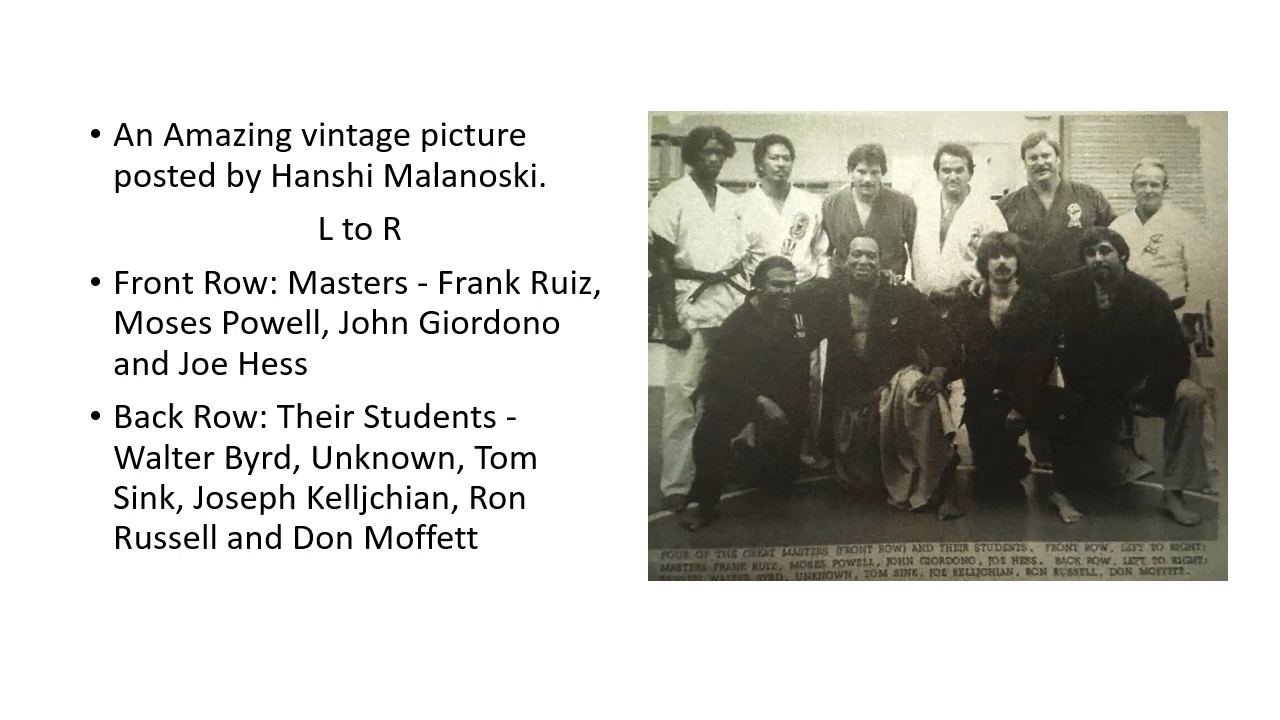 • An Amazing vintage picture
posted by Hanshi Malanoski.
L to R
• Front Row: Masters - Frank Ruiz,
Moses Powell, John Giordono
and Joe Hess
• Back Row: Their Students -
Walter Byrd, Unknown, Tom
Sink, Joseph Kelljchian, Ron
Russell and Don Moffett
FOUR OF THE GREAT MASTERS (FRONT ROW) AND THEIR STUDENTS. FRONT ROW, LEFT TO RIGHT:
MASTERS FRANK RUIZ, MOSES POWELL, JOHN GIORDONO, JOE HESS. BACK ROW, LEFT TO RIGHT:
WALTER BYRD, UNKNOWN, TOM SINK, JOE KELLJCHIAN, RON RUSSELL, DON MOFFITT.